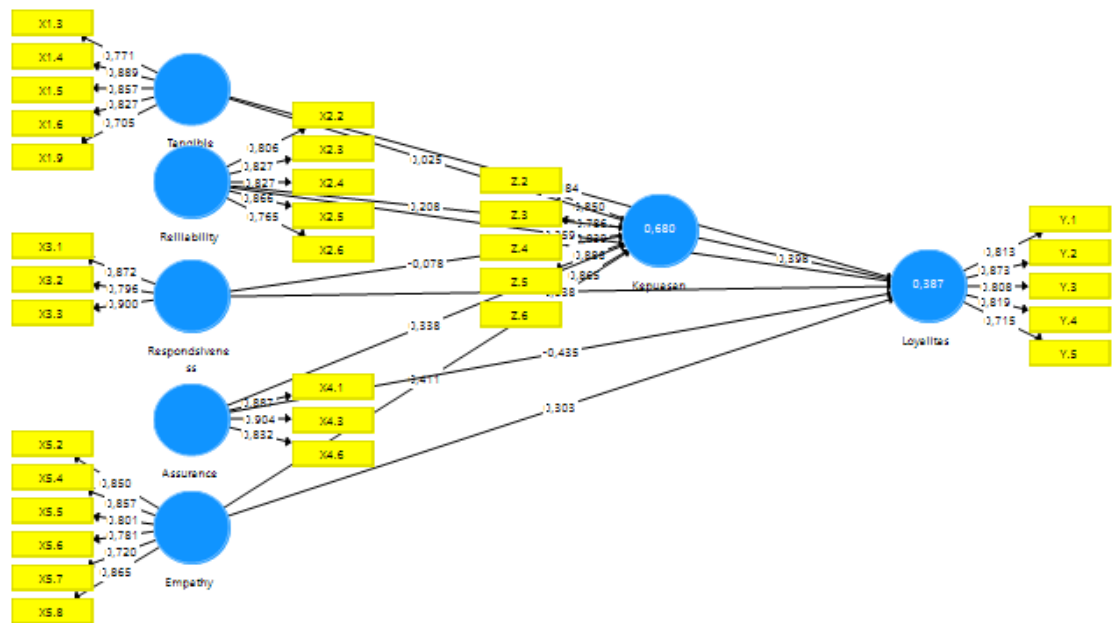 X1.3
X1.4
X1.5
X1.6
X1.9
0,771
0,889
0,857
0,827
0,705
Tangible
X2.2
X2.3
X2.4
X2.5
X2.6
0,806
0,827
0,827
0,866
0,765
Relliability
X3.1
X3.2
X3.3
0,872
0,796
0,900
Respondsivene
ss
X4.1
X4.3
X4.6
0,887
0,904
0,832
Assurance
X5.2
X5.4
X5.5
X5.6
X5.7
X5.8
0,850
0,857
0,801
0,781
0,720
0,865
Empathy
0,025
0,208
-0,078
0,338
0,411
Z.2
Z.3
Z.4
Z.5
Z.6
84
0,850
0,786
0,865
0,680
Kepuasan
0,398
-0,435
0,303
0,387
Loyalitas
0,813
0,873
0,808
0,819
0,715
Y.1
Y.2
Y.3
Y.4
Y.5